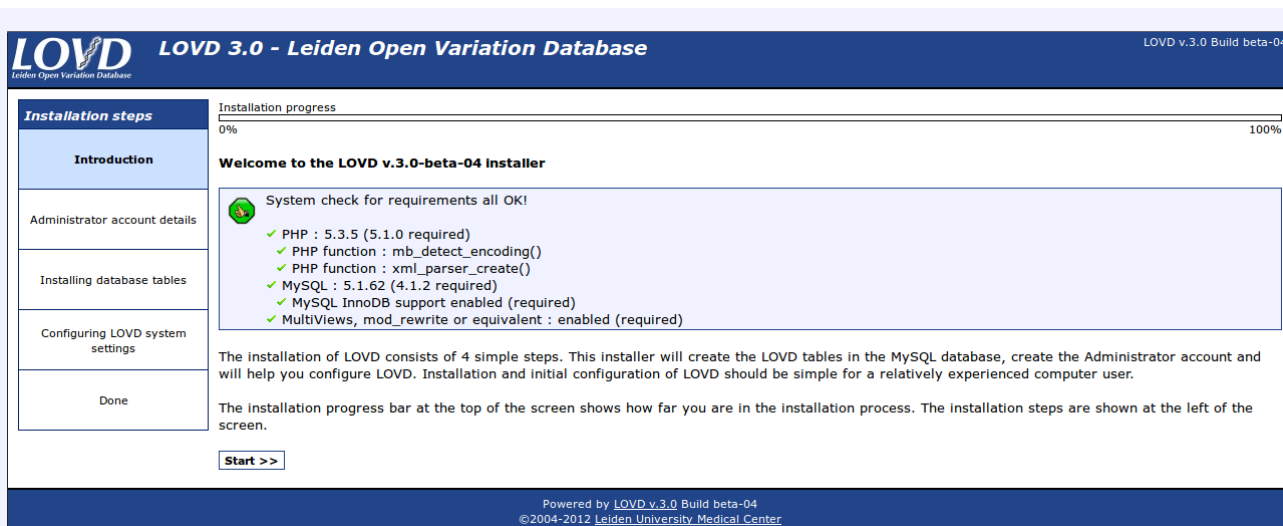 LOVD
Leiden Open Variation Database
LOVD 3.0 - Leiden Open Variation Database
LOVD v.3.0 Build beta-04
Installation steps
Introduction
Administrator account details
Installing database tables
Configuring LOVD system
settings
Done
Installation progress
0% 100%
Welcome to the LOVD v.3.0-beta-04 installer
System check for requirements all OK!
PHP : 5.3.5 (5.1.0 required)
PHP function : mb_detect_encoding()
PHP function : xml_parser_create()
MySQL : 5.1.62 (4.1.2 required)
MySQL InnoDB support enabled (required)
MultiViews, mod_rewrite or equivalent : enabled (required)
The installation of LOVD consists of 4 simple steps. This installer will create the LOVD tables in the MySQL database, create the Administrator account and
will help you configure LOVD. Installation and initial configuration of LOVD should be simple for a relatively experienced computer user.
The installation progress bar at the top of the screen shows how far you are in the installation process. The installation steps are shown at the left of the
screen.
Start >>
Powered by LOVD v.3.0 Build beta-04
©2004-2012 Leiden University Medical Center